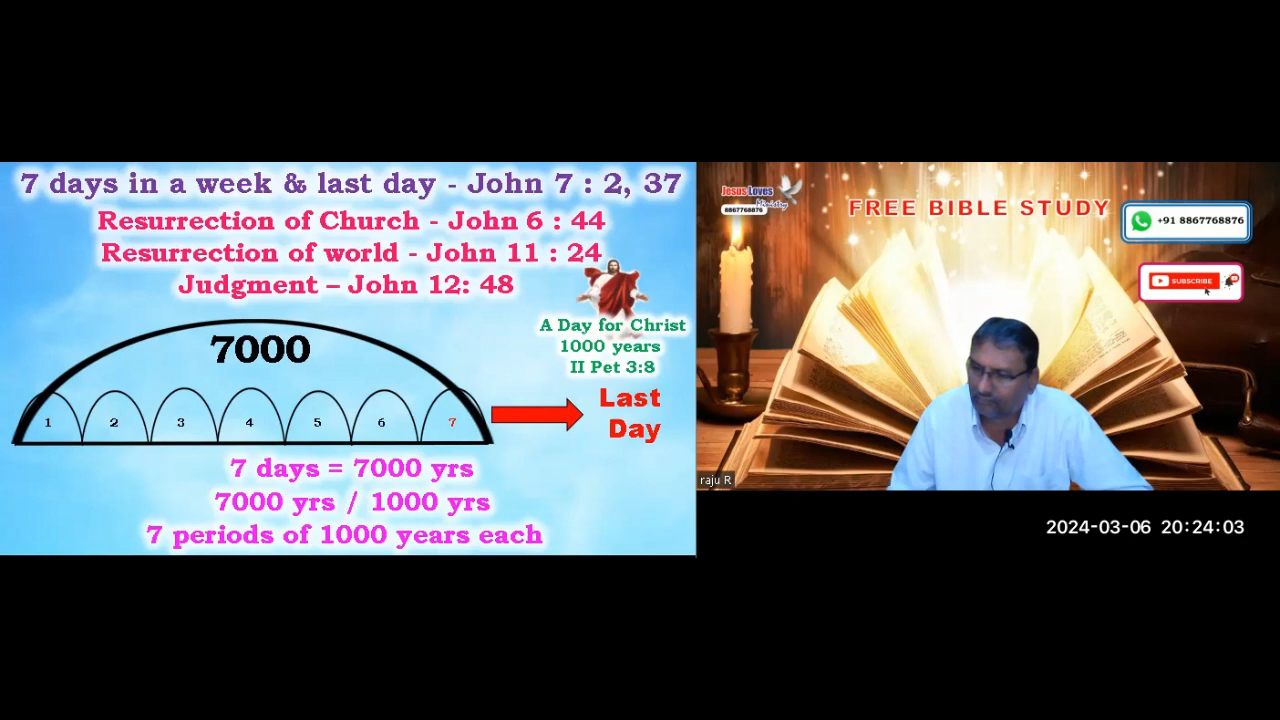 7 days in a week & last day - John 7 : 2, 37
Resurrection of Church - John 6 : 44
Resurrection of world - John 11 : 24
Judgment – John 12: 48
A Day for Christ
1000 years
II Pet 3:8
7000
1 2 3 4 5 6 7
Last
Day
7 days = 7000 yrs
7000 yrs / 1000 yrs
7 periods of 1000 years each
Jesus Loves
Ministry
8867768876
FREE BIBLE STUDY
+91 8867768876
SUBSCRIBE
raju R
2024-03-06 20:24:03